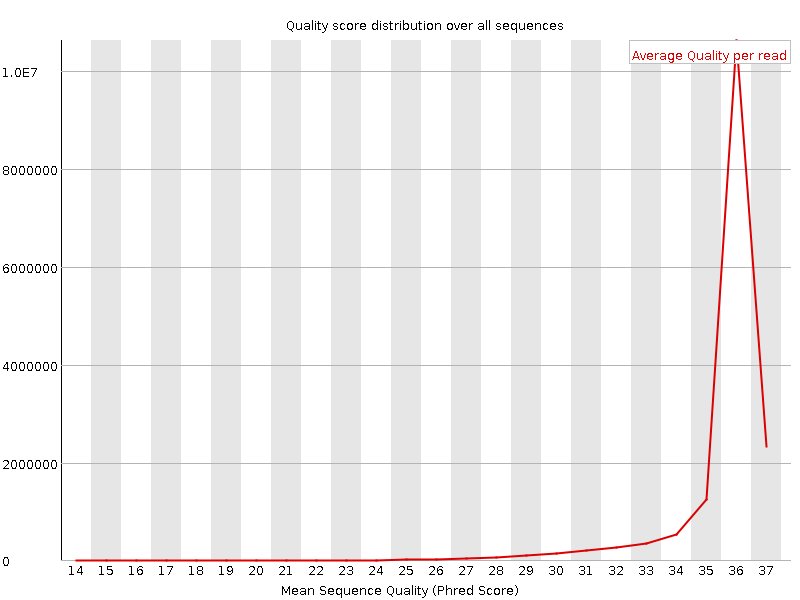 Quality score distribution over all sequences
Average Quality per read
1.0E7
8000000
6000000
4000000
2000000
0
14 15 16 17 18 19 20 21 22 23 24 25 26 27 28 29 30 31 32 33 34 35 36 37
Mean Sequence Quality (Phred Score)